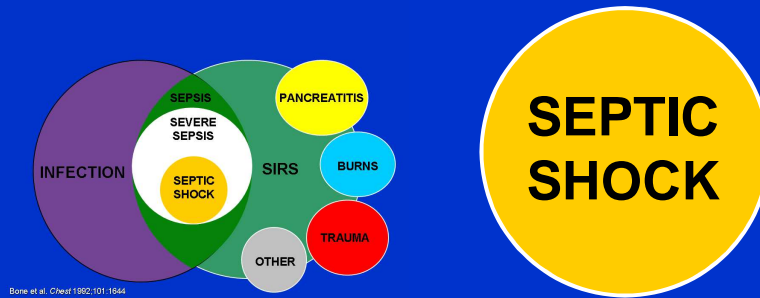 SEPSIS
SEVERE
SEPSIS
INFECTION
SEPTIC
SHOCK
SIRS
PANCREATITIS
BURNS
TRAUMA
OTHER
Bone et al. Chest 1992;101:1644
SEPTIC
SHOCK